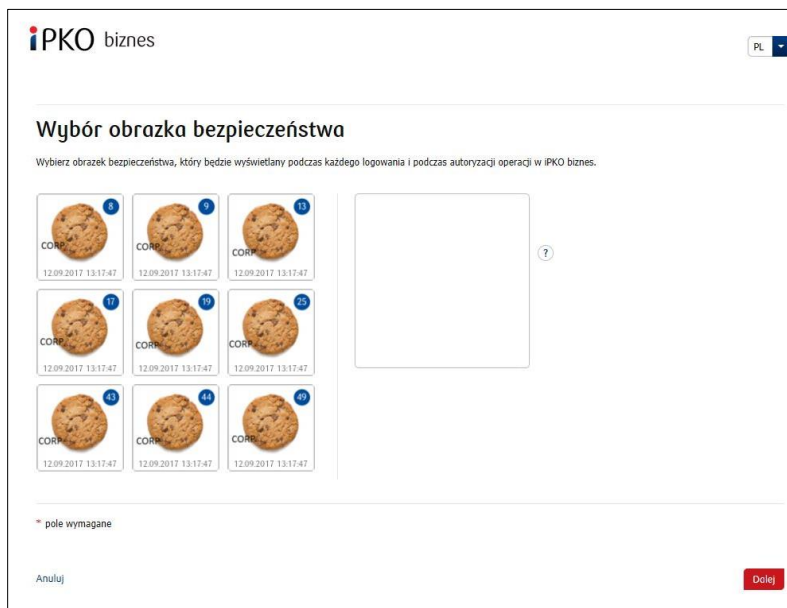 iPKO biznes
PL
Wybór obrazka bezpieczeństwa
Wybierz obrazek bezpieczeństwa, który będzie wyświetlany podczas każdego logowania i podczas autoryzacji operacji w iPKO biznes.
8 9 13
CORP CORP CORP
12.09.2017 13:17:47 12.09.2017 13:17:47 12.09.2017 13:17:47
?
17 19 25
CORP CORP CORP
12.09.2017 13:17:47 12.09.2017 13:17:47 12.09.2017 13:17:47
43 44 49
CORP CORP CORP
12.09.2017 13:17:47 12.09.2017 13:17:47 12.09.2017 13:17:47
* pole wymagane
Anuluj
Dolej